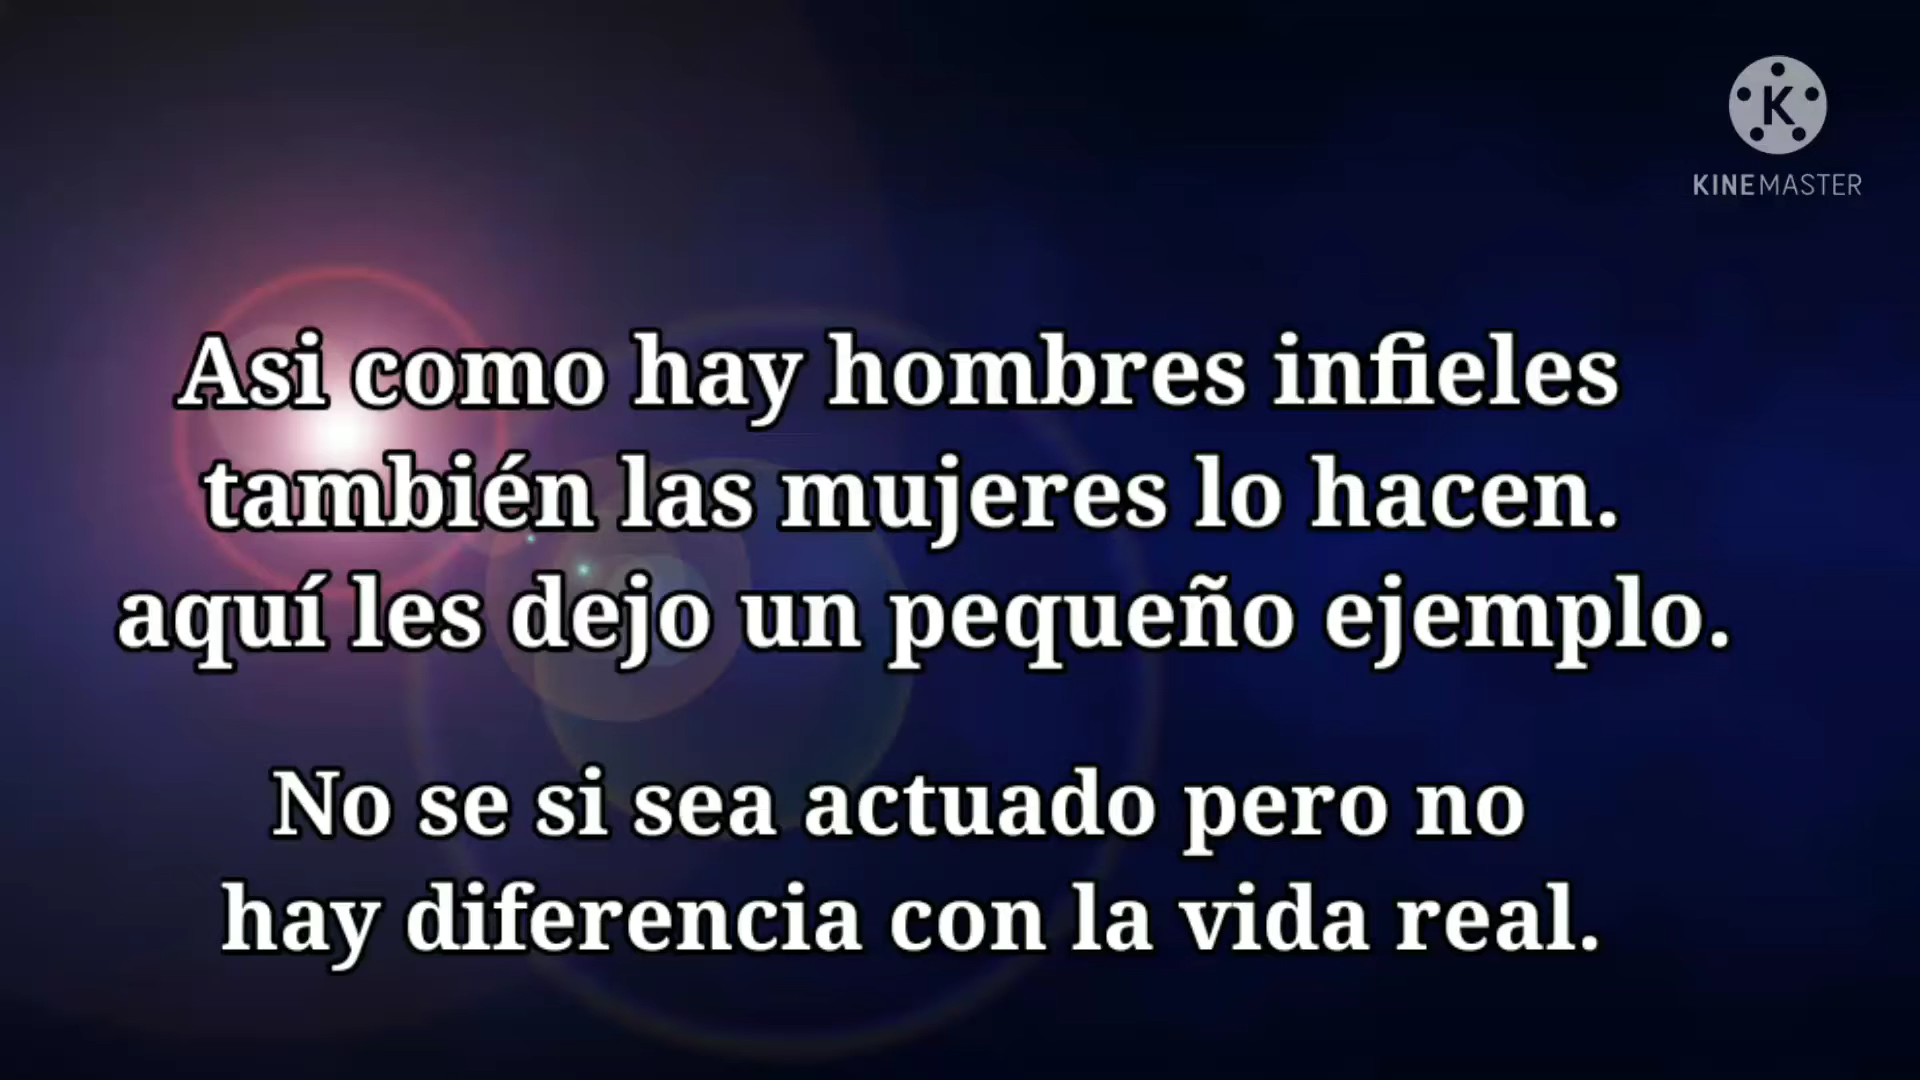 K
KINEMASTER
Asi como hay hombres infieles
también las mujeres lo hacen.
aquí les dejo un pequeño ejemplo.
No se si sea actuado pero no
hay diferencia con la vida real.